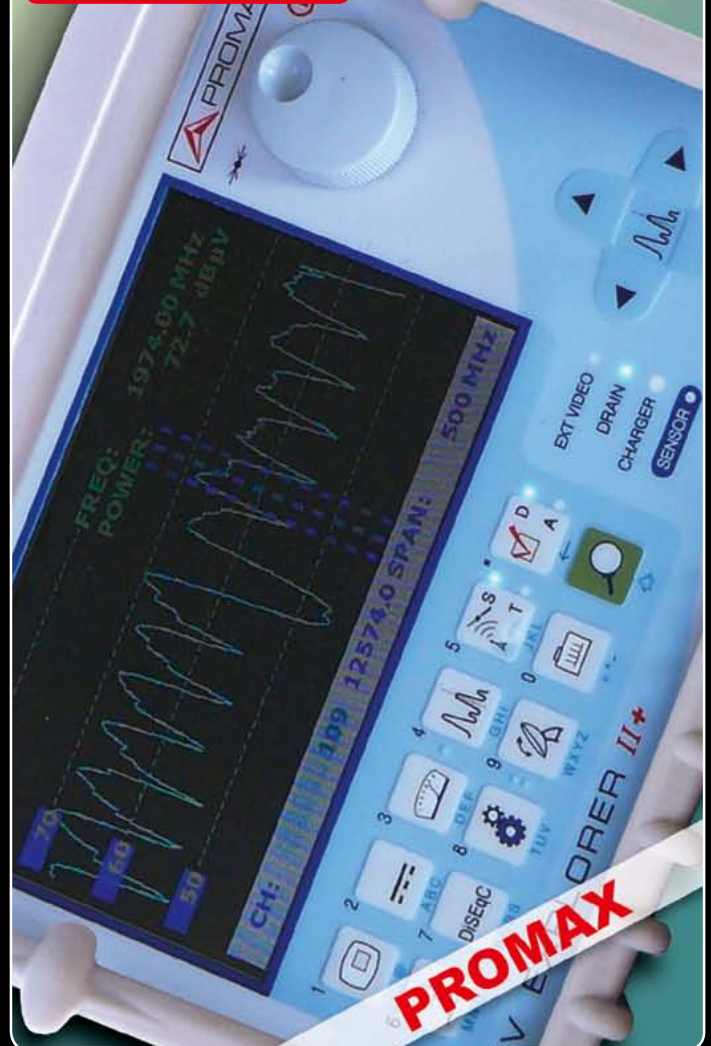 PROMA
FREQ: 1974.00 MHz
POWER: 72.7 dBµV
70
60
50
CH: 109 12574.0 SPAN: 500 MHz
EXT VIDEO
DRAIN
CHARGER
SENSOR
1
2
ABC
3
DEF
4
GHI
5
JKL
S
T
D
A
6
7
DiSEqC
8
TUV
9
WXYZ
0
ORER II+
PROMAX